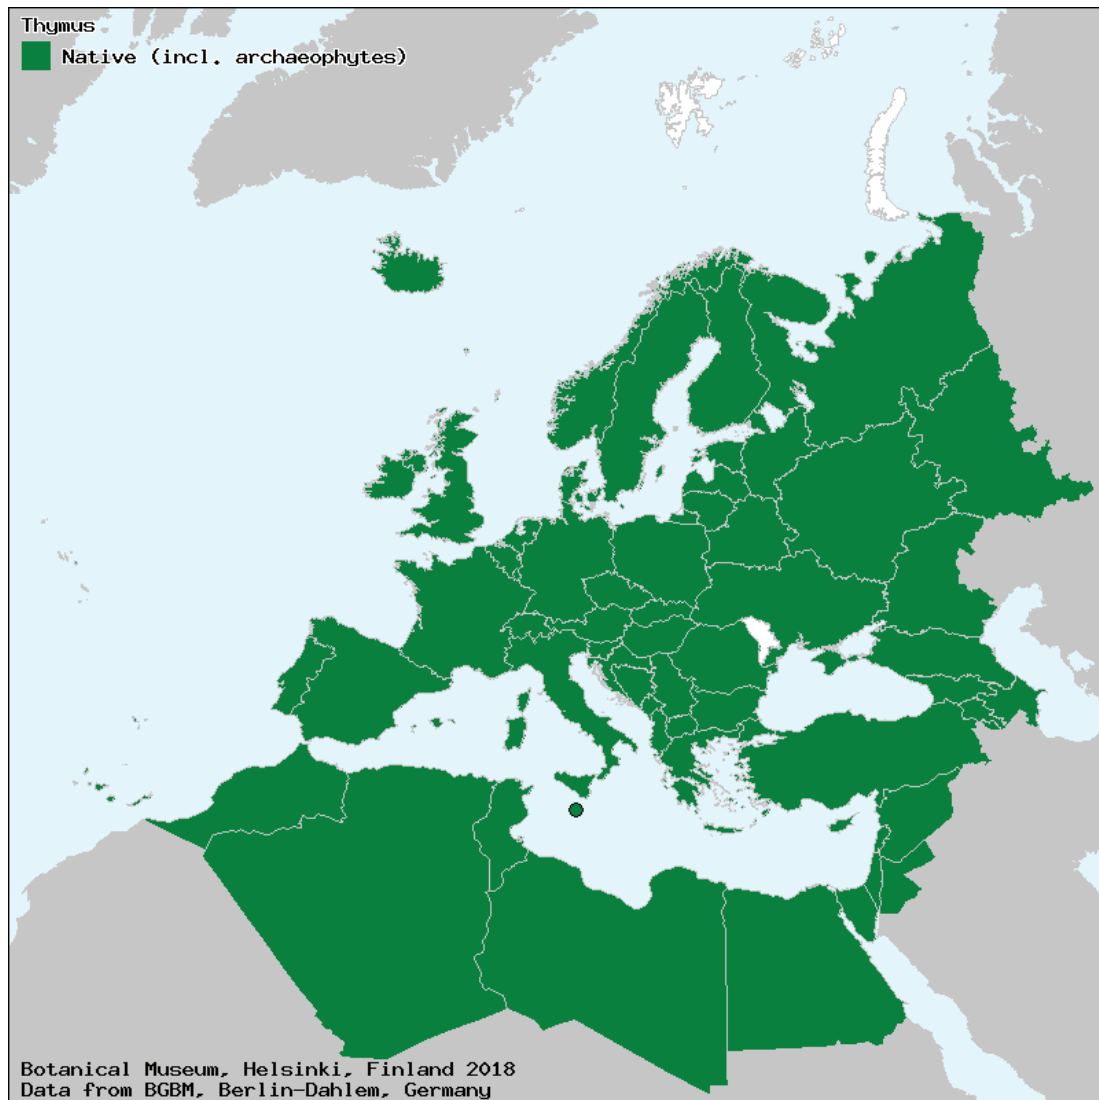 Thymus
Native (incl. archaeophytes)
Botanical Museum, Helsinki, Finland 2018
Data from BGBM, Berlin-Dahlem, Germany